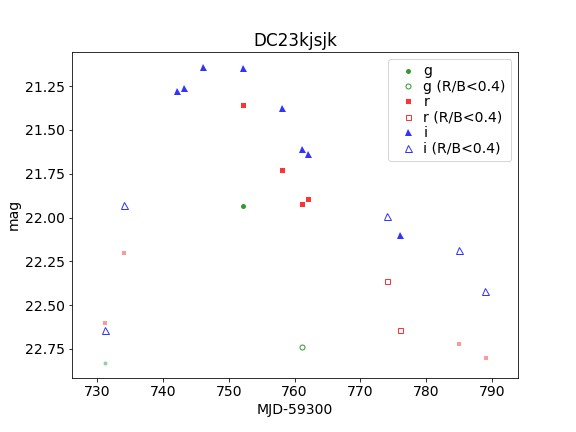 DC23kjsjk
g
g (R/B<0.4)
r
r (R/B<0.4)
i
i (R/B<0.4)
mag
21.25
21.50
21.75
22.00
22.25
22.50
22.75
730 740 750 760 770 780 790
MJD-59300